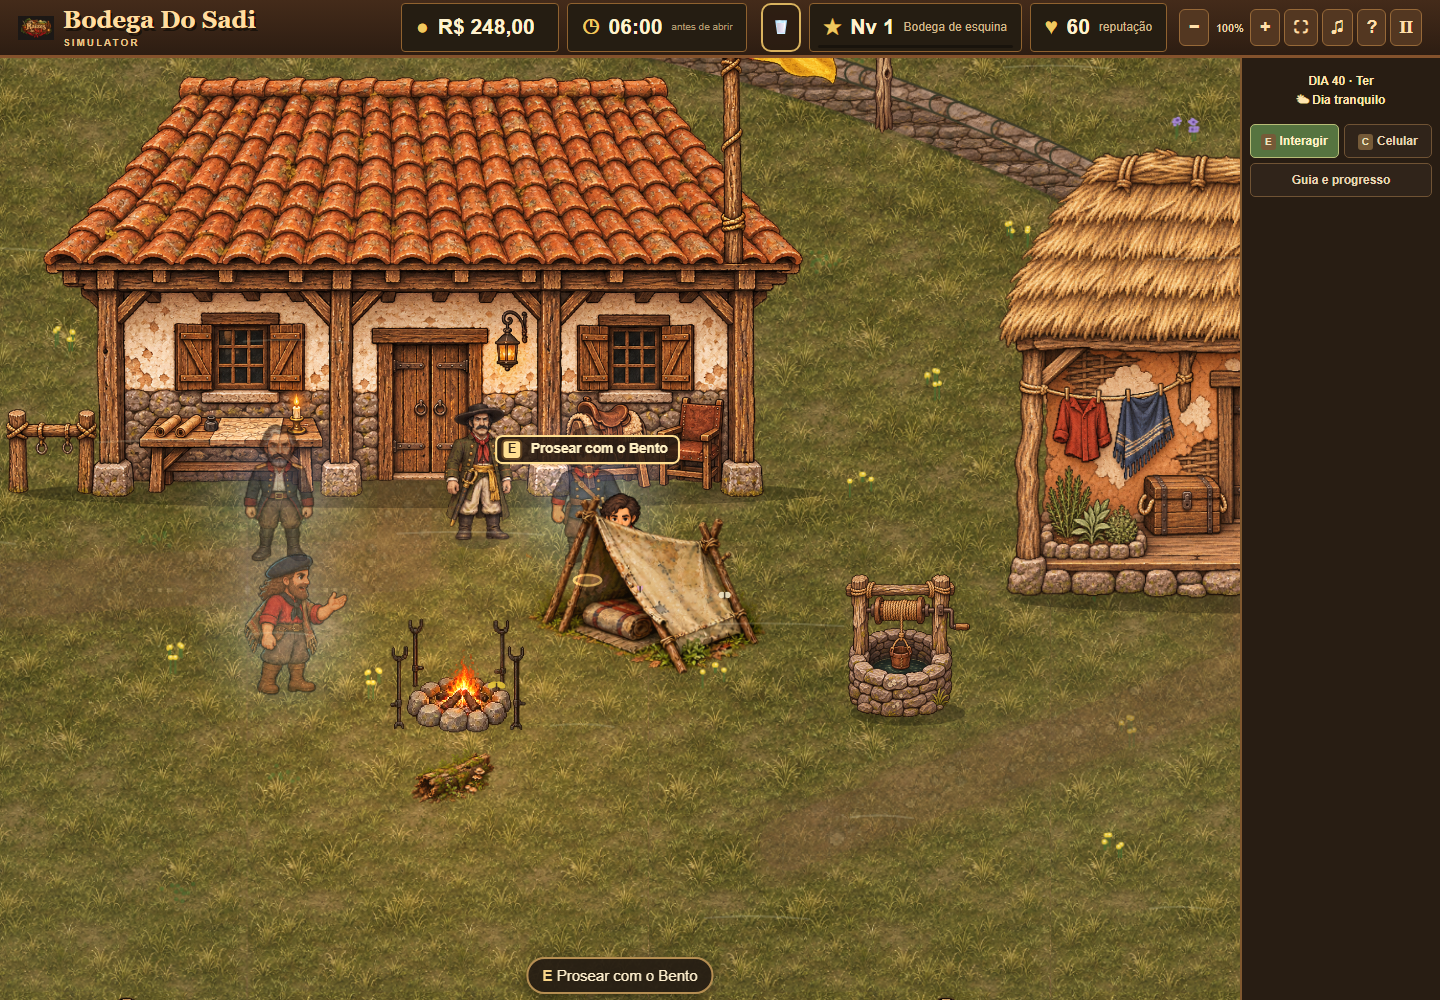 Bodega Do Sadi
SIMULATOR
R$ 248,00
06:00 antes de abrir
Nv 1 Bodega de esquina
60 reputação
− 100% +
?
DIA 40 · Ter
Dia tranquilo
E Interagir
C Celular
Guia e progresso
E Prosear com o Bento
E Prosear com o Bento